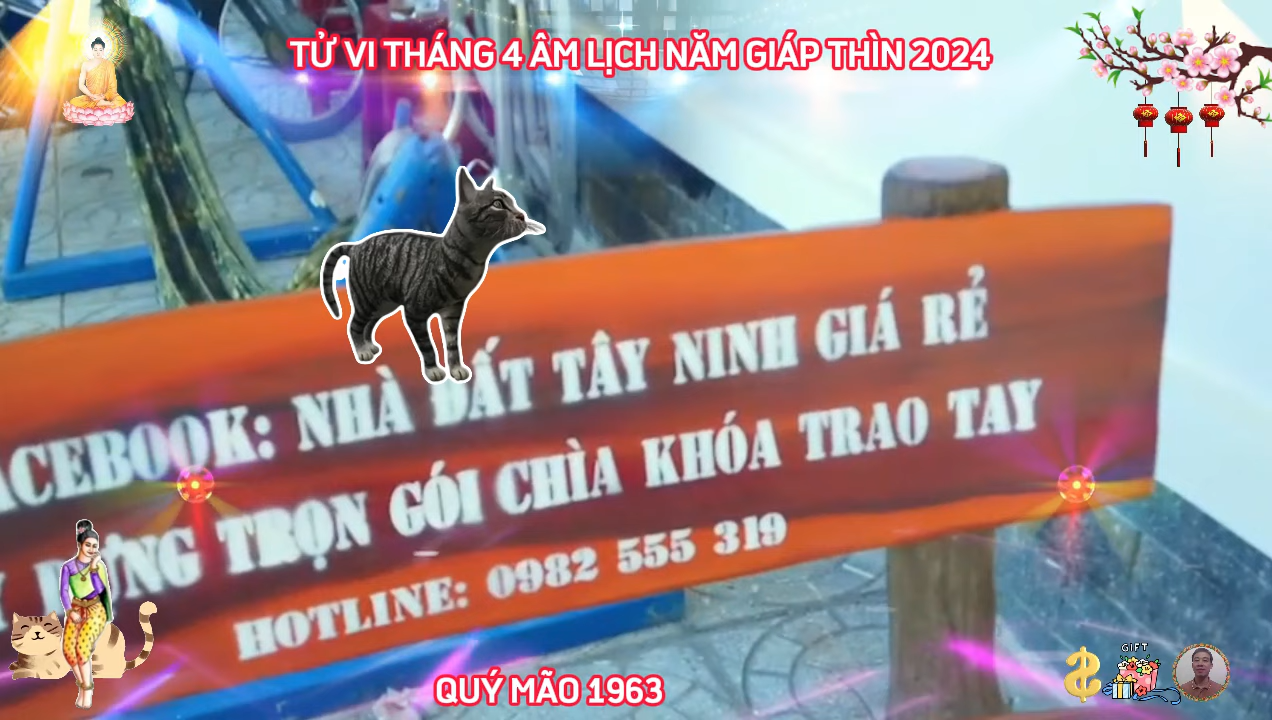 TỬ VI THÁNG 4 ÂM LỊCH NĂM GIÁP THÌN 2024
ACEBOOK: NHÀ ĐẤT TÂY NINH GIÁ RẺ
DỰNG TRỌN GÓI CHÌA KHÓA TRAO TAY
HOTLINE: 0982 555 319
GIFT
QUÝ MÃO 1963